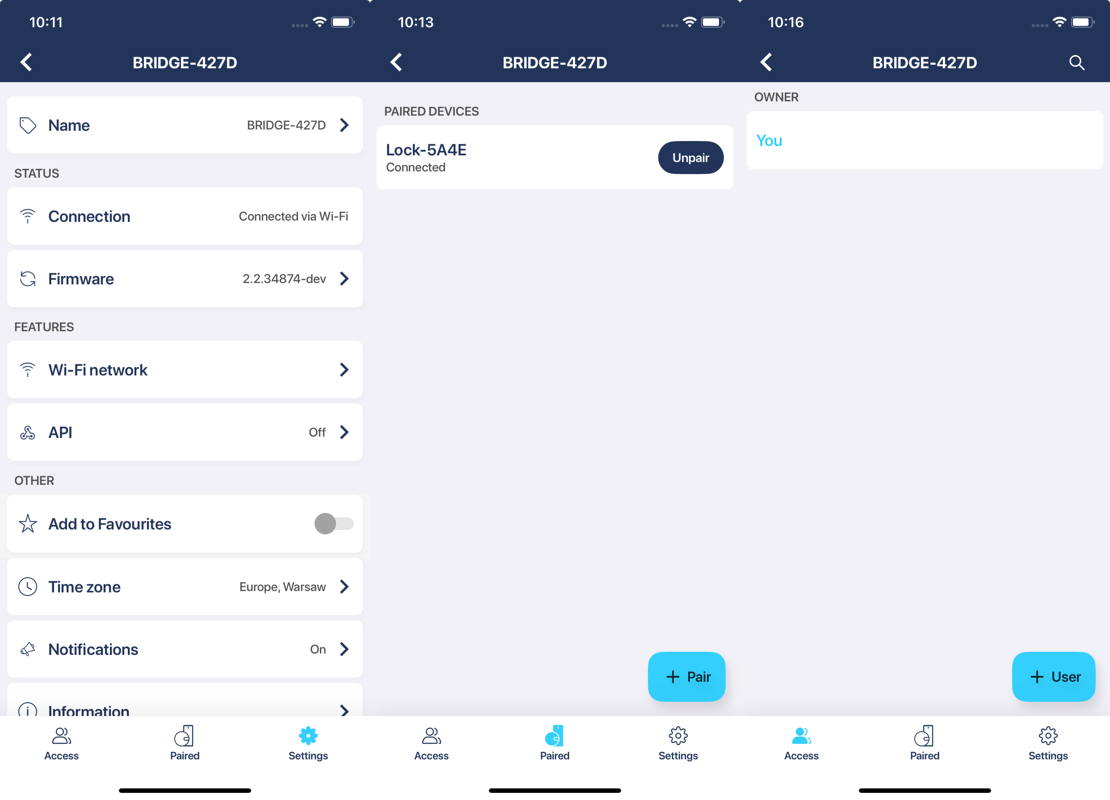 10:11
BRIDGE-427D
Name
BRIDGE-427D
STATUS
Connection
Connected via Wi-Fi
Firmware
2.2.34874-dev
FEATURES
Wi-Fi network
API
Off
OTHER
Add to Favourites
Time zone
Europe, Warsaw
Notifications
On
Information
Access
Paired
Settings
10:13
BRIDGE-427D
PAIRED DEVICES
Lock-5A4E
Connected
Unpair
+ Pair
Access
Paired
Settings
10:16
BRIDGE-427D
OWNER
You
+ User
Access
Paired
Settings